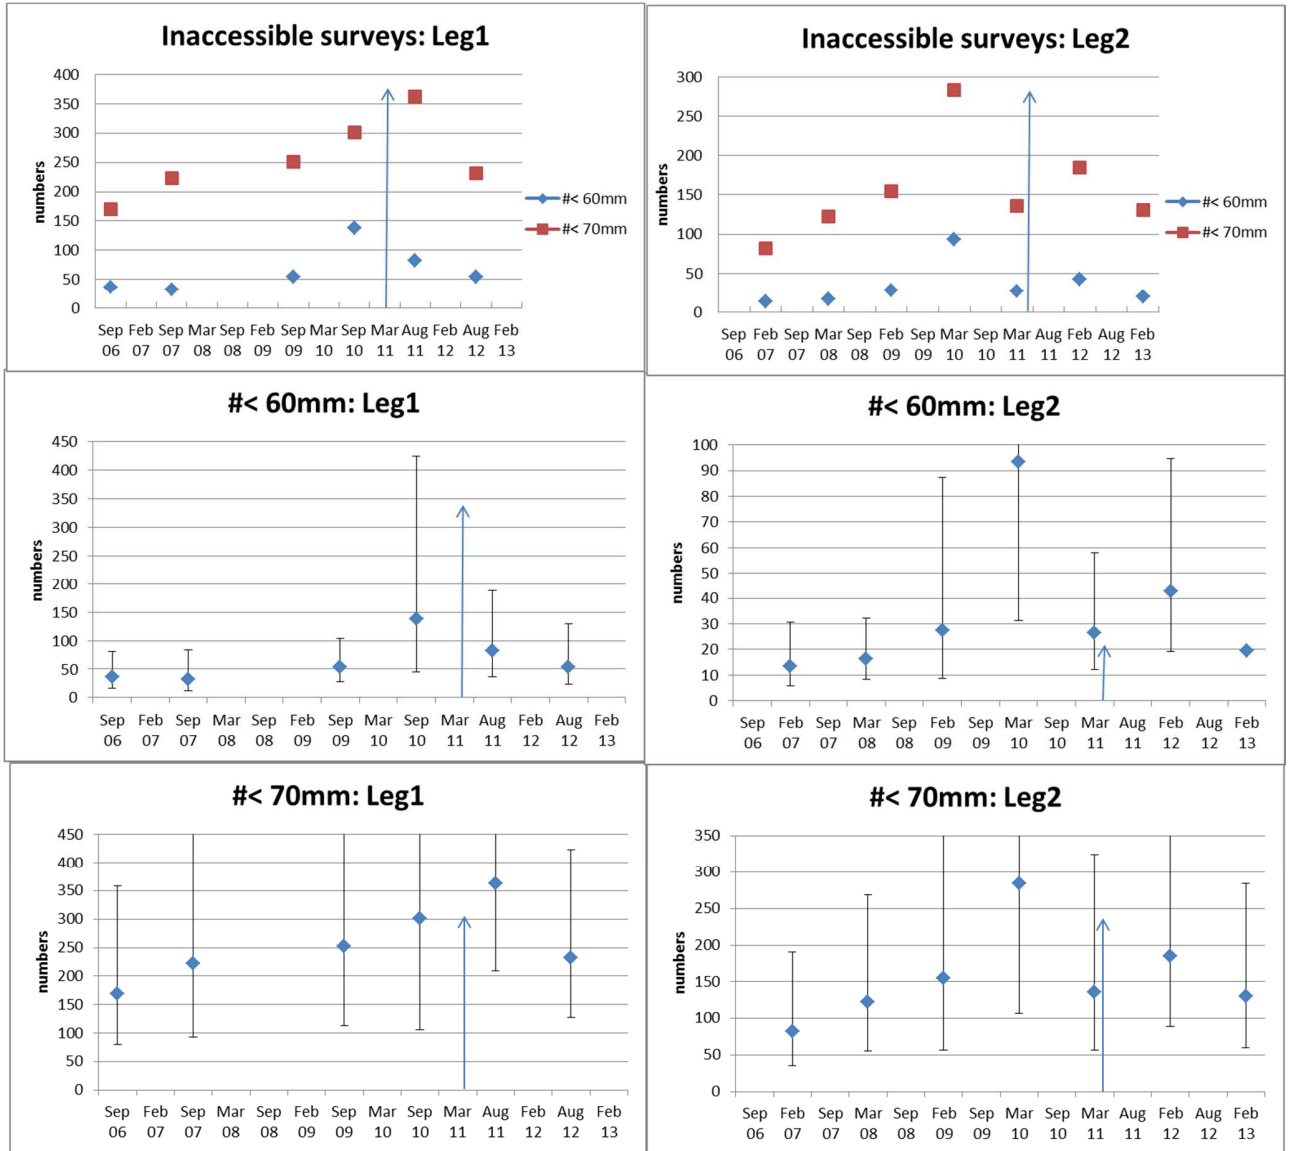 Inaccessible surveys: Leg1
400
350
300
250
200
150
100
50
0
numbers
Sep Feb Sep Mar Sep Feb Sep Mar Sep Mar Aug Feb Aug Feb
06 07 07 08 08 09 09 10 10 11 11 12 12 13
#< 60mm
#< 70mm
Inaccessible surveys: Leg2
300
250
200
150
100
50
0
numbers
Sep Feb Sep Mar Sep Feb Sep Mar Sep Mar Aug Feb Aug Feb
06 07 07 08 08 09 09 10 10 11 11 12 12 13
#< 60mm
#< 70mm
#< 60mm: Leg1
450
400
350
300
250
200
150
100
50
0
numbers
Sep Feb Sep Mar Sep Feb Sep Mar Sep Mar Aug Feb Aug Feb
06 07 07 08 08 09 09 10 10 11 11 12 12 13
#< 60mm: Leg2
100
90
80
70
60
50
40
30
20
10
0
numbers
Sep Feb Sep Mar Sep Feb Sep Mar Sep Mar Aug Feb Aug Feb
06 07 07 08 08 09 09 10 10 11 11 12 12 13
#< 70mm: Leg1
450
400
350
300
250
200
150
100
50
0
numbers
Sep Feb Sep Mar Sep Feb Sep Mar Sep Mar Aug Feb Aug Feb
06 07 07 08 08 09 09 10 10 11 11 12 12 13
#< 70mm: Leg2
350
300
250
200
150
100
50
0
numbers
Sep Feb Sep Mar Sep Feb Sep Mar Sep Mar Aug Feb Aug Feb
06 07 07 08 08 09 09 10 10 11 11 12 12 13